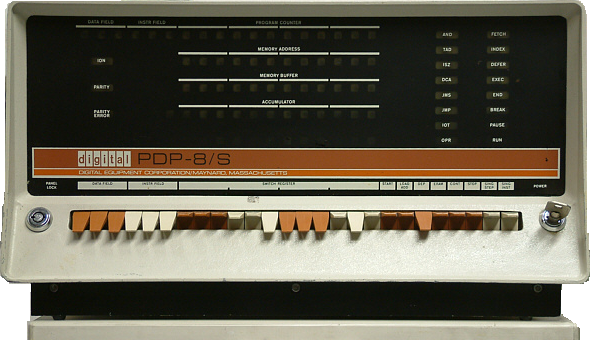 DATA FIELD INSTR FIELD PROGRAM COUNTER
MEMORY ADDRESS
MEMORY BUFFER
ACCUMULATOR
ION
PARITY
PARITY
ERROR
AND FETCH
TAD INDEX
ISZ DEFER
DCA EXEC
JMS END
JMP BREAK
IOT PAUSE
OPR RUN
digital PDP-8/S
DIGITAL EQUIPMENT CORPORATION/MAYNARD, MASSACHUSETTS
PANEL
LOCK
DATA FIELD INSTR FIELD SWITCH REGISTER START LOAD
ADD DEP EXAM CONT STOP SING
STEP SING
INST
POWER